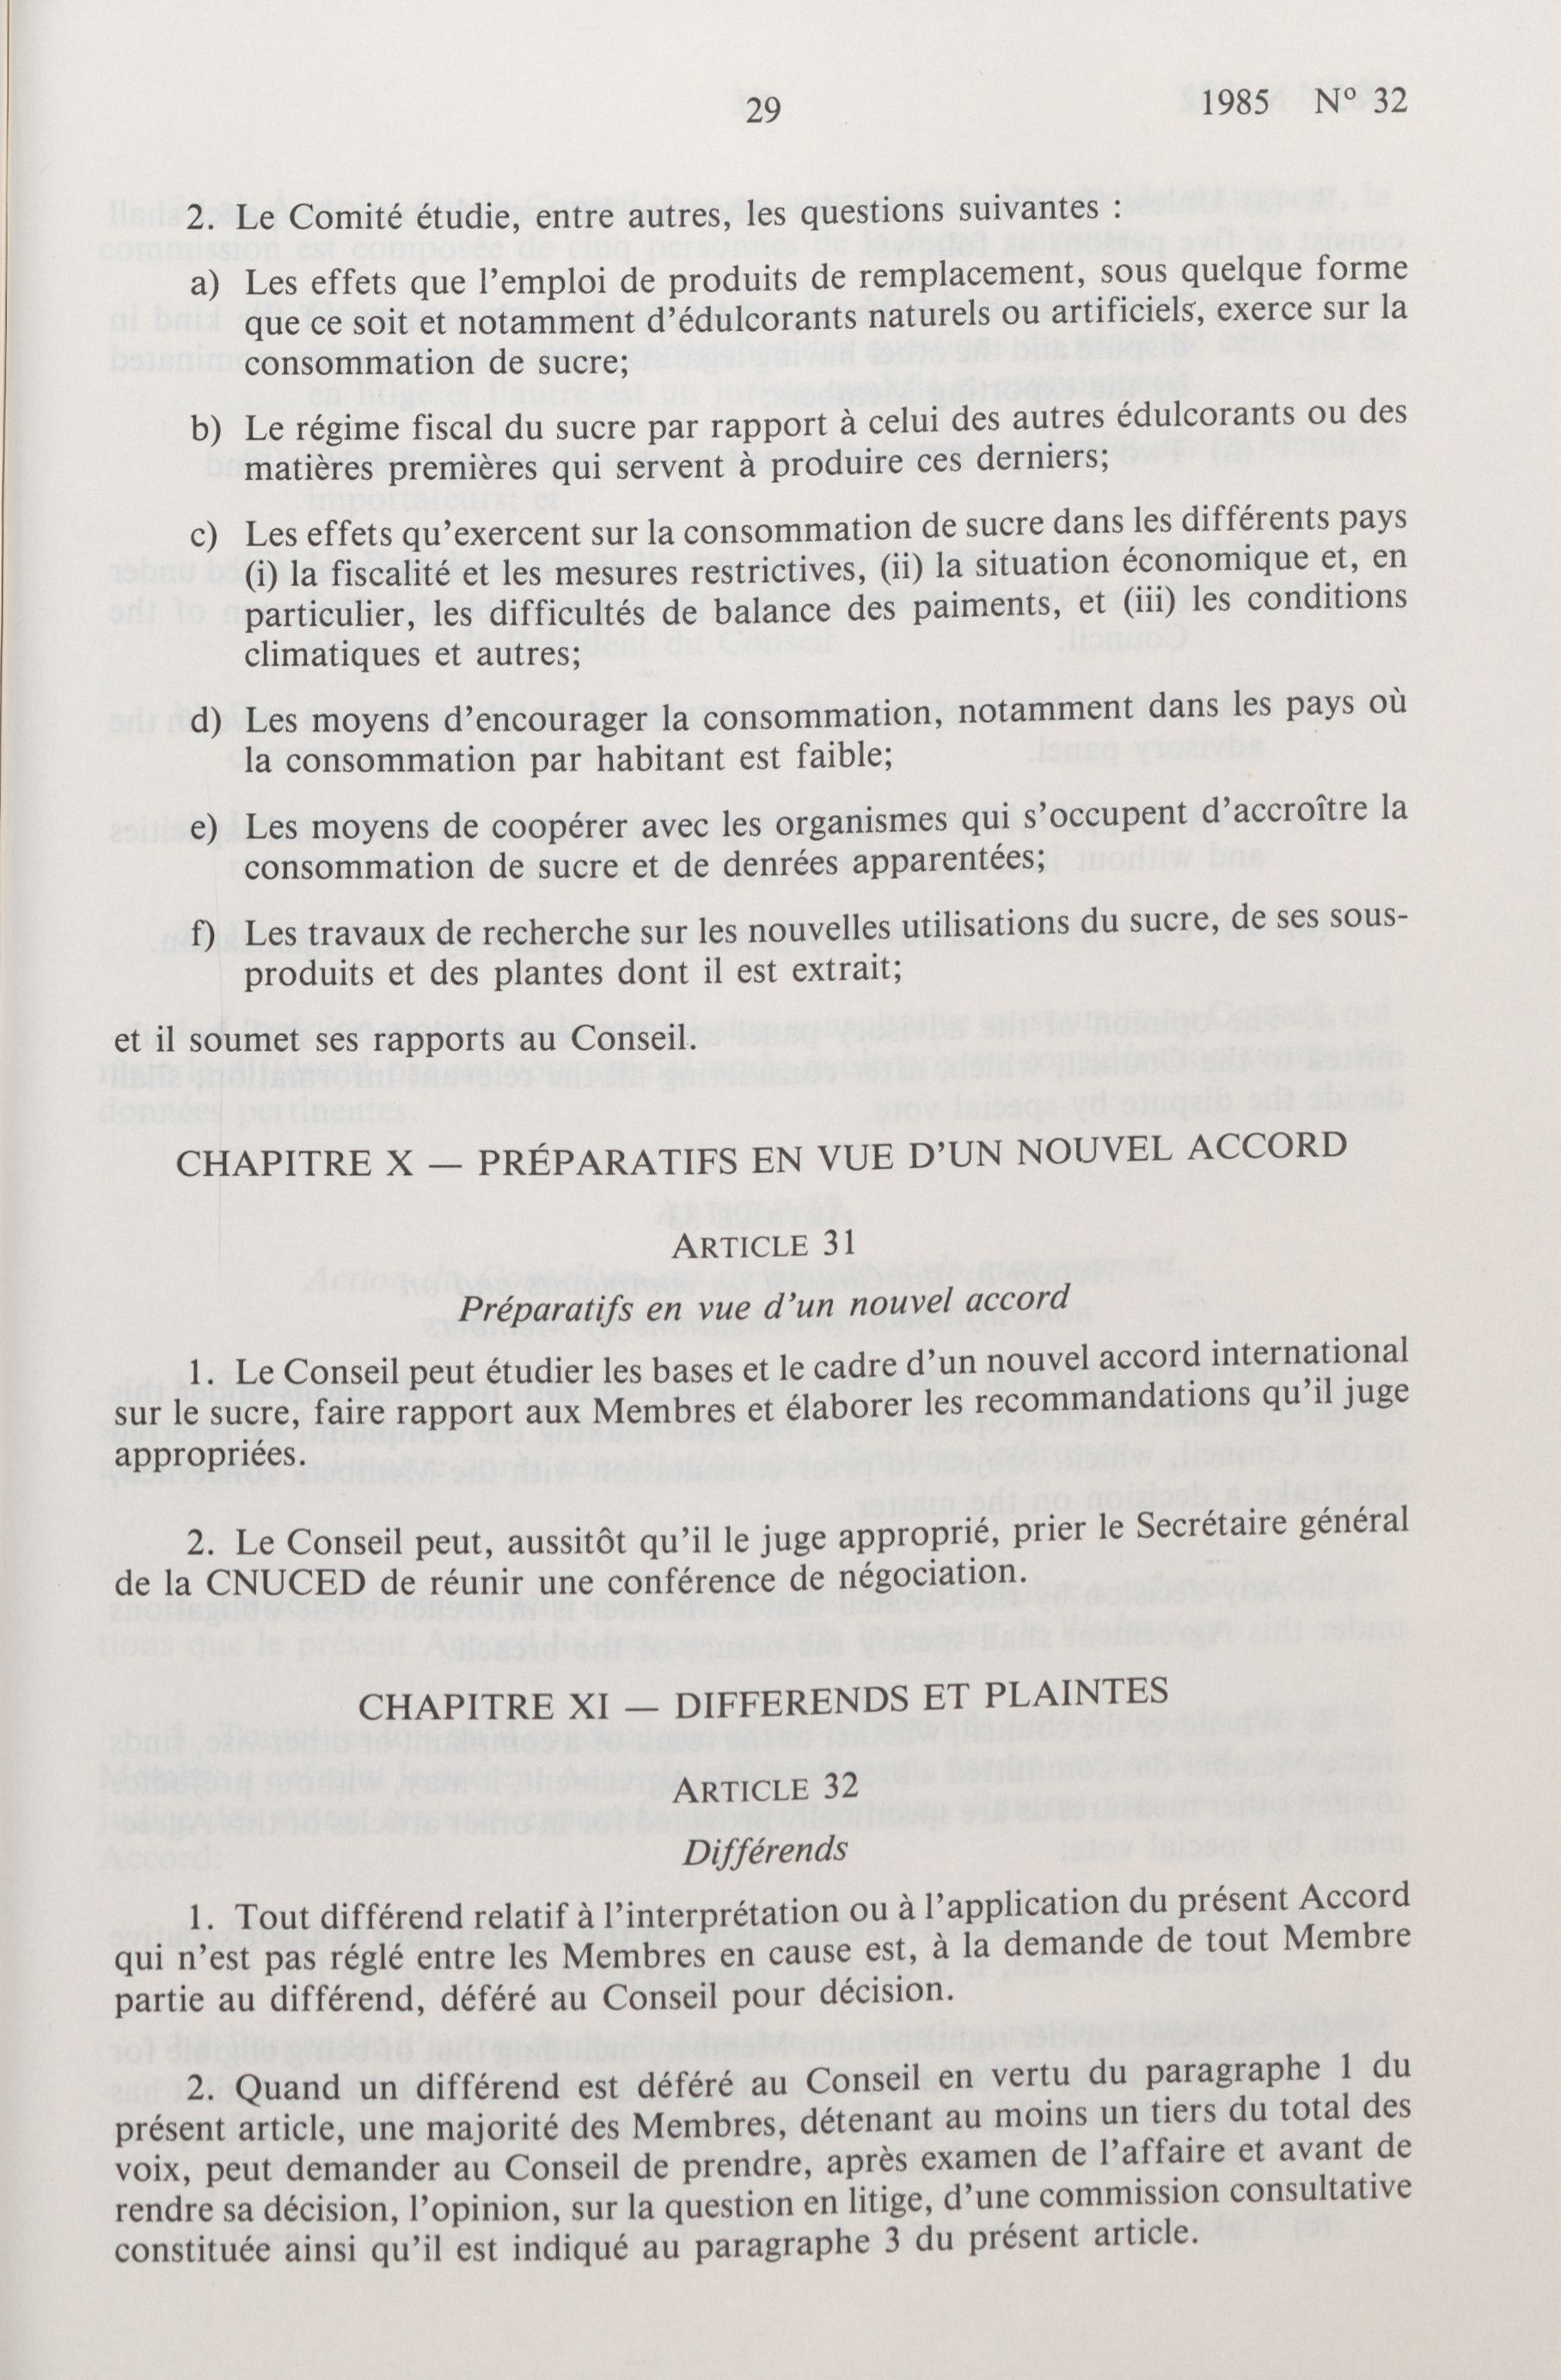 29
1985 Nº 32
2. Le Comité étudie, entre autres, les questions suivantes :
a) Les effets que l'emploi de produits de remplacement, sous quelque forme
que ce soit et notamment d'édulcorants naturels ou artificiels, exerce sur la
consommation de sucre;
b) Le régime fiscal du sucre par rapport à celui des autres édulcorants ou des
matières premières qui servent à produire ces derniers;
c) Les effets qu'exercent sur la consommation de sucre dans les différents pays
(i) la fiscalité et les mesures restrictives, (ii) la situation économique et, en
particulier, les difficultés de balance des paiments, et (iii) les conditions
climatiques et autres;
d) Les moyens d'encourager la consommation, notamment dans les pays où
la consommation par habitant est faible;
e) Les moyens de coopérer avec les organismes qui s'occupent d'accroître la
consommation de sucre et de denrées apparentées;
f) Les travaux de recherche sur les nouvelles utilisations du sucre, de ses sous-
produits et des plantes dont il est extrait;
et il soumet ses rapports au Conseil.
CHAPITRE X — PRÉPARATIFS EN VUE D'UN NOUVEL ACCORD
ARTICLE 31
Préparatifs en vue d'un nouvel accord
1. Le Conseil peut étudier les bases et le cadre d'un nouvel accord international
sur le sucre, faire rapport aux Membres et élaborer les recommandations qu'il juge
appropriées.
2. Le Conseil peut, aussitôt qu'il le juge approprié, prier le Secrétaire général
de la CNUCED de réunir une conférence de négociation.
CHAPITRE XI — DIFFERENDS ET PLAINTES
ARTICLE 32
Différends
1. Tout différend relatif à l'interprétation ou à l'application du présent Accord
qui n'est pas réglé entre les Membres en cause est, à la demande de tout Membre
partie au différend, déféré au Conseil pour décision.
2. Quand un différend est déféré au Conseil en vertu du paragraphe 1 du
présent article, une majorité des Membres, détenant au moins un tiers du total des
voix, peut demander au Conseil de prendre, après examen de l'affaire et avant de
rendre sa décision, l'opinion, sur la question en litige, d'une commission consultative
constituée ainsi qu'il est indiqué au paragraphe 3 du présent article.